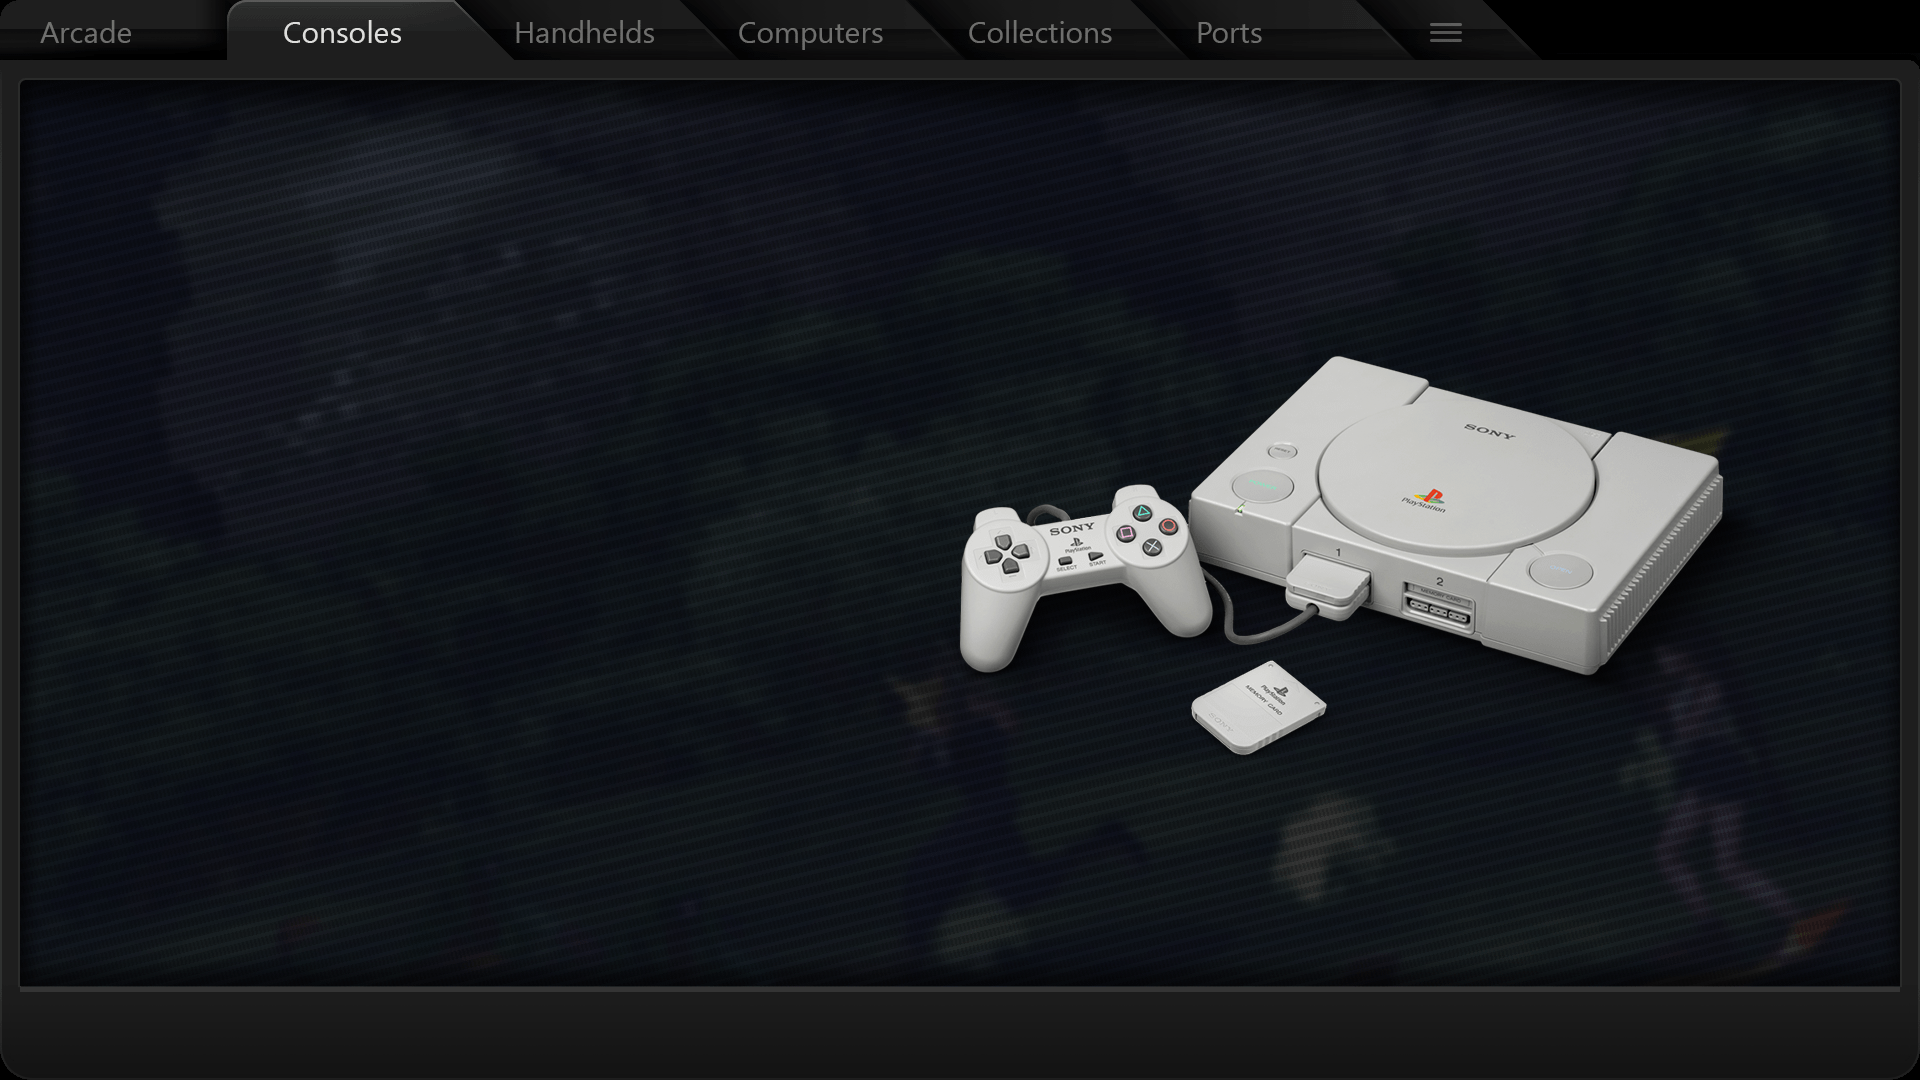 Arcade
Consoles
Handhelds
Computers
Collections
Ports
SONY
PlayStation
SONY
PlayStation
SELECT
START
1
2
MEMORY CARD
PlayStation
MEMORY CARD
SONY